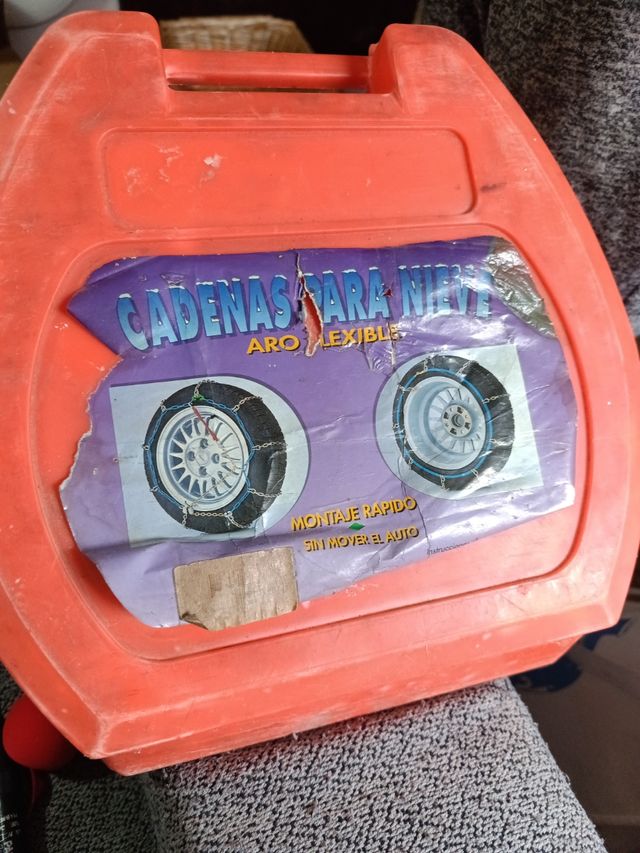 CADENAS PARA NIEVE
ARO FLEXIBLE
MONTAJE RAPIDO
SIN MOVER EL AUTO